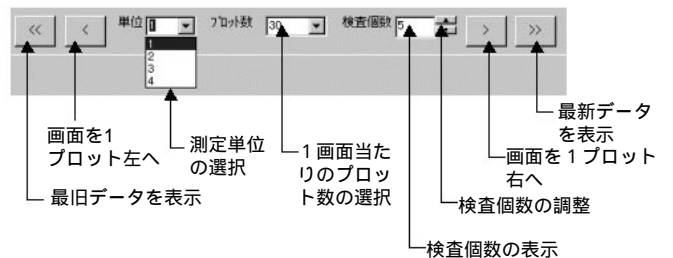 << < 単位 1 プロット数 30 検査個数 5 > >>
1
2
3
4
画面を1
プロット左へ
最旧データを表示
測定単位
の選択
1画面当た
りのプロッ
ト数の選択
最新データ
を表示
画面を1プロット
右へ
検査個数の調整
検査個数の表示